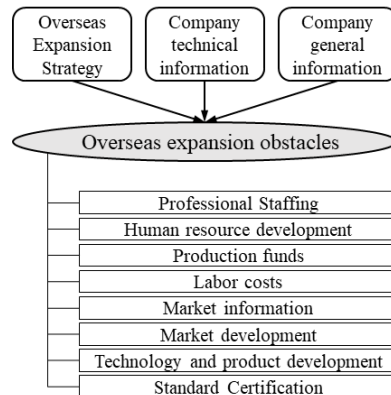 Overseas
Expansion
Strategy
Company
technical
information
Company
general
information
Overseas expansion obstacles
Professional Staffing
Human resource development
Production funds
Labor costs
Market information
Market development
Technology and product development
Standard Certification